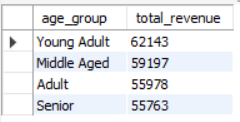 age_group total_revenue
Young Adult 62143
Middle Aged 59197
Adult 55978
Senior 55763